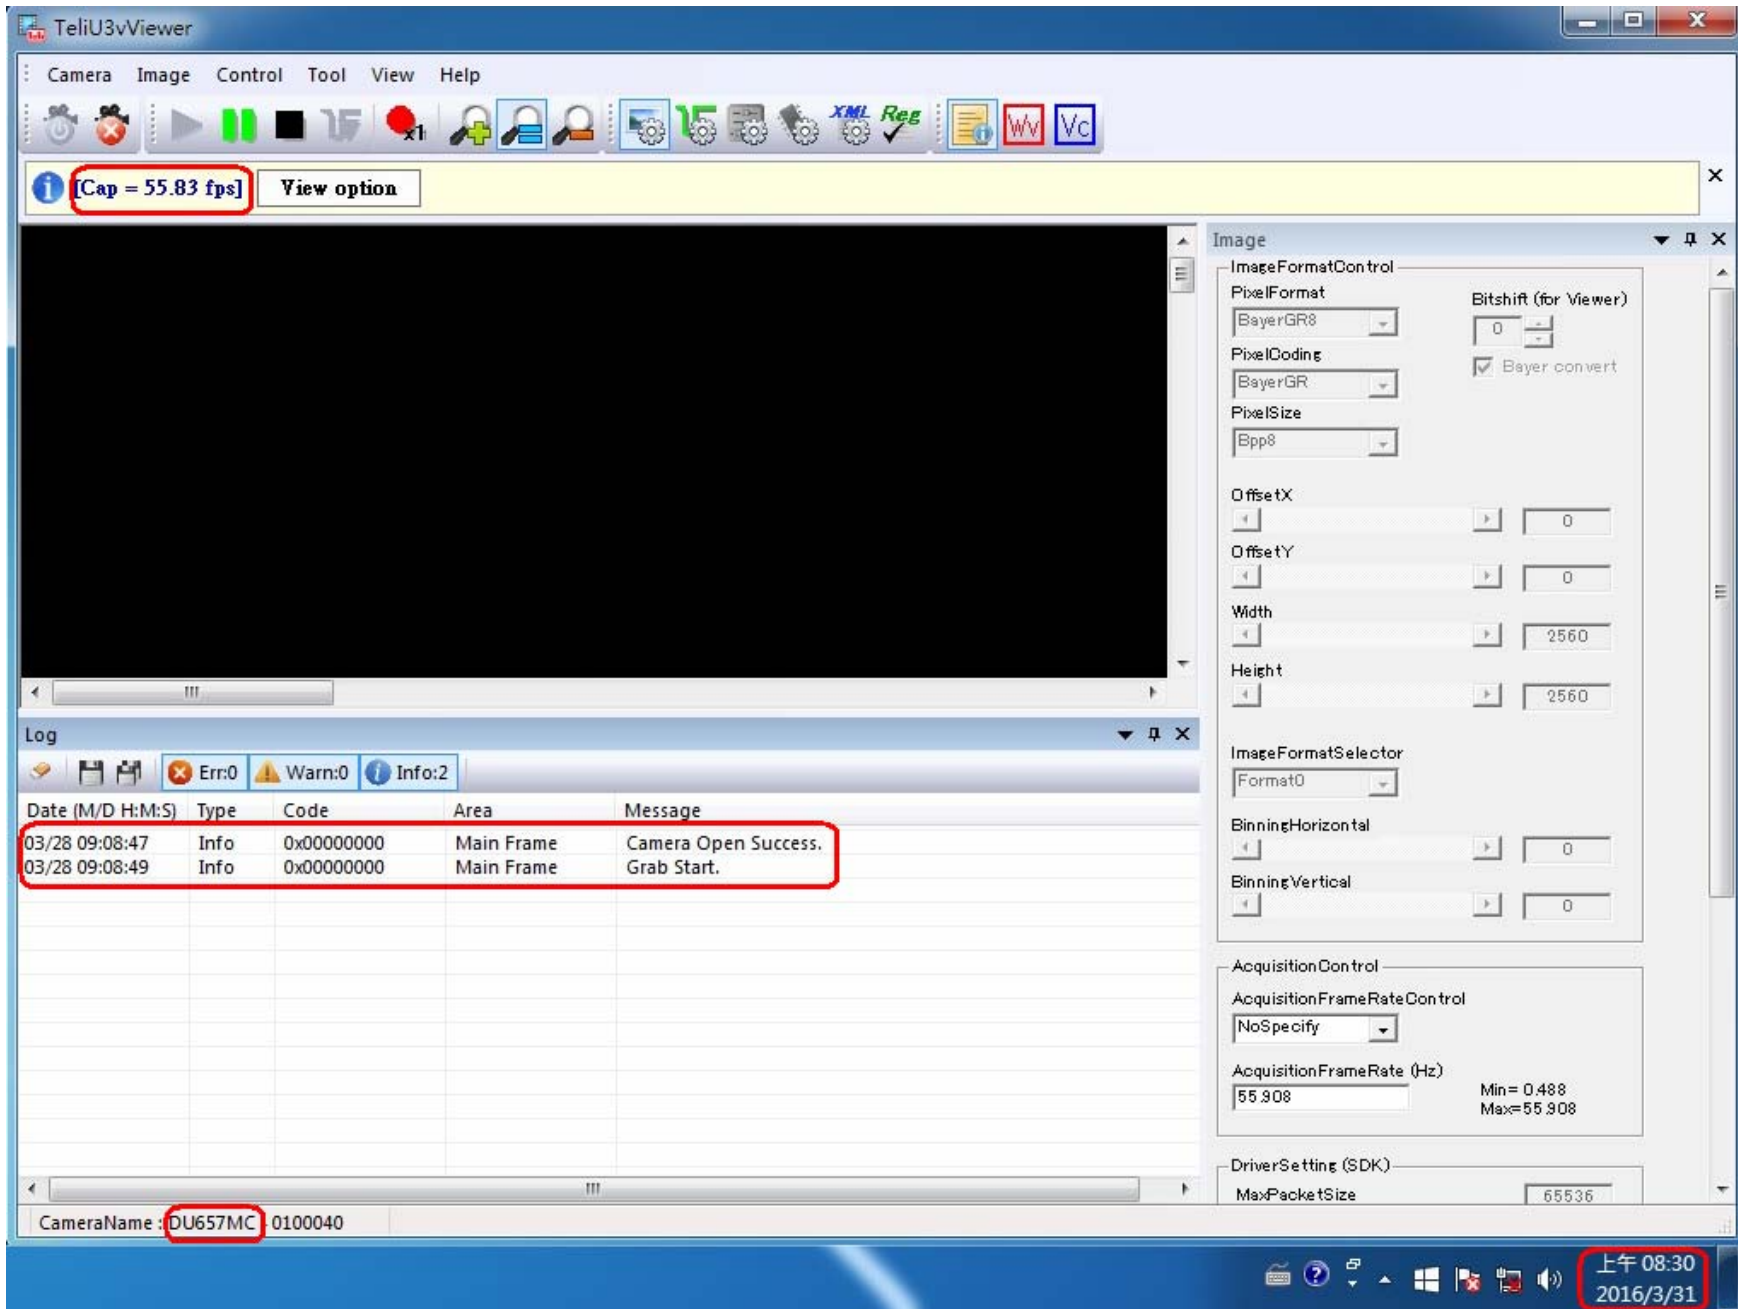 TeliU3vViewer
Camera Image Control Tool View Help
x1 XML Reg Wv Vc
[Cap = 55.83 fps] View option
Image
ImageFormatControl
PixelFormat
Bitshift (for Viewer)
BayerGR8
0
PixelCoding
Bayer convert
BayerGR
PixelSize
Bpp8
OffsetX
0
OffsetY
0
Width
2560
Height
2560
ImageFormatSelector
Format0
BinningHorizontal
0
BinningVertical
0
AcquisitionControl
AcquisitionFrameRateControl
NoSpecify
AcquisitionFrameRate (Hz)
55.908
Min= 0.488
Max=55.908
DriverSetting (SDK)
MaxPacketSize 65536
Log
Err:0 Warn:0 Info:2
Date (M/D H:M:S) Type Code Area Message
03/28 09:08:47 Info 0x00000000 Main Frame Camera Open Success.
03/28 09:08:49 Info 0x00000000 Main Frame Grab Start.
CameraName : DU657MC - 0100040
上午 08:30
2016/3/31